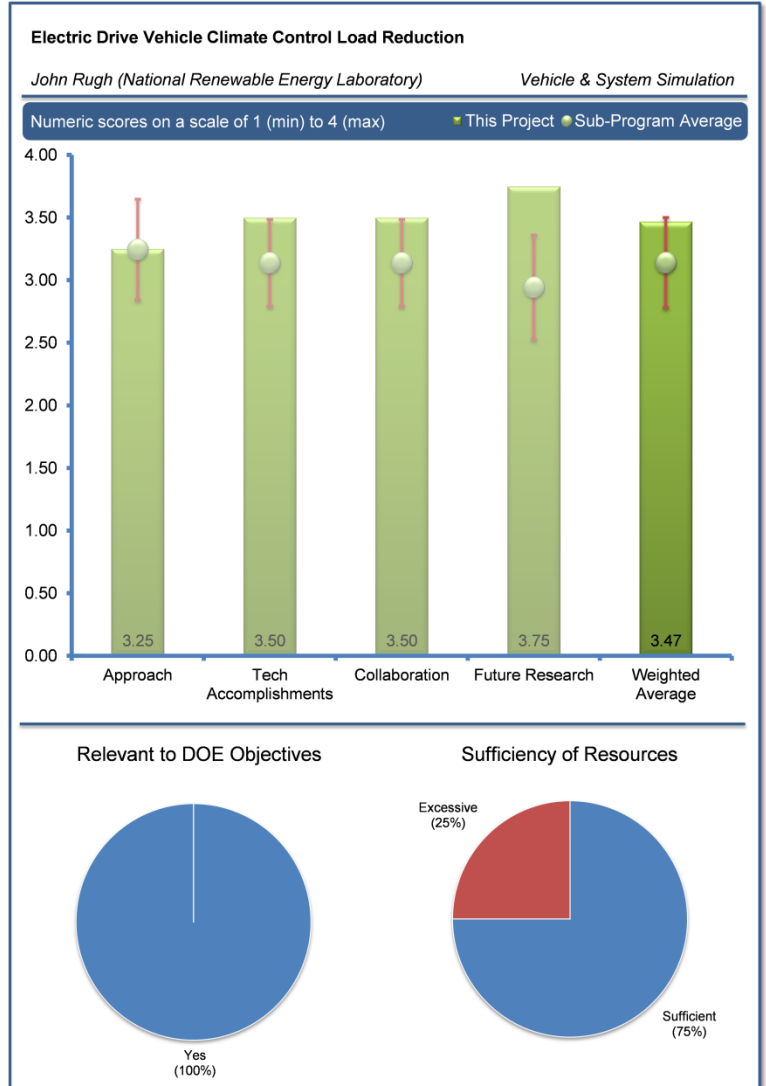 Electric Drive Vehicle Climate Control Load Reduction
John Rugh (National Renewable Energy Laboratory) Vehicle & System Simulation
Numeric scores on a scale of 1 (min) to 4 (max) This Project Sub-Program Average
4.00
3.50
3.00
2.50
2.00
1.50
1.00
0.50
0.00
3.25 3.50 3.50 3.75 3.47
Approach Tech Accomplishments Collaboration Future Research Weighted Average
Relevant to DOE Objectives Sufficiency of Resources
Excessive
(25%)
Sufficient
(75%)
Yes
(100%)